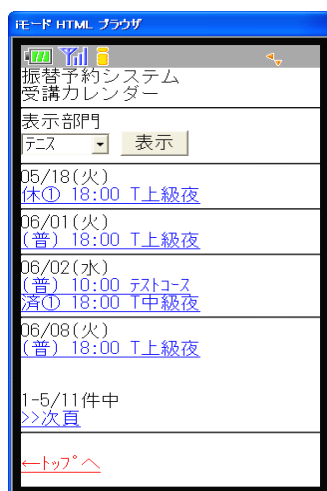 iモード HTML ブラウザ
振替予約システム
受講カレンダー
表示部門
テニス 表示
05/18(火)
休① 18:00 T上級夜
06/01(火)
(普) 18:00 T上級夜
06/02(水)
(普) 10:00 テストコース
済① 18:00 T中級夜
06/08(火)
(普) 18:00 T上級夜
1-5/11件中
>>次頁
←トップへ